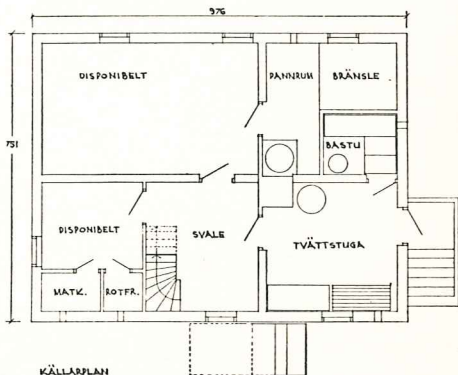 976
DISPONIBELT
PANNRUM
BRÄNSLE
751
BASTU
DISPONIBELT
SVALE
TVÄTTSTUGA
MATK.
ROTFR.
KÄLLARPLAN